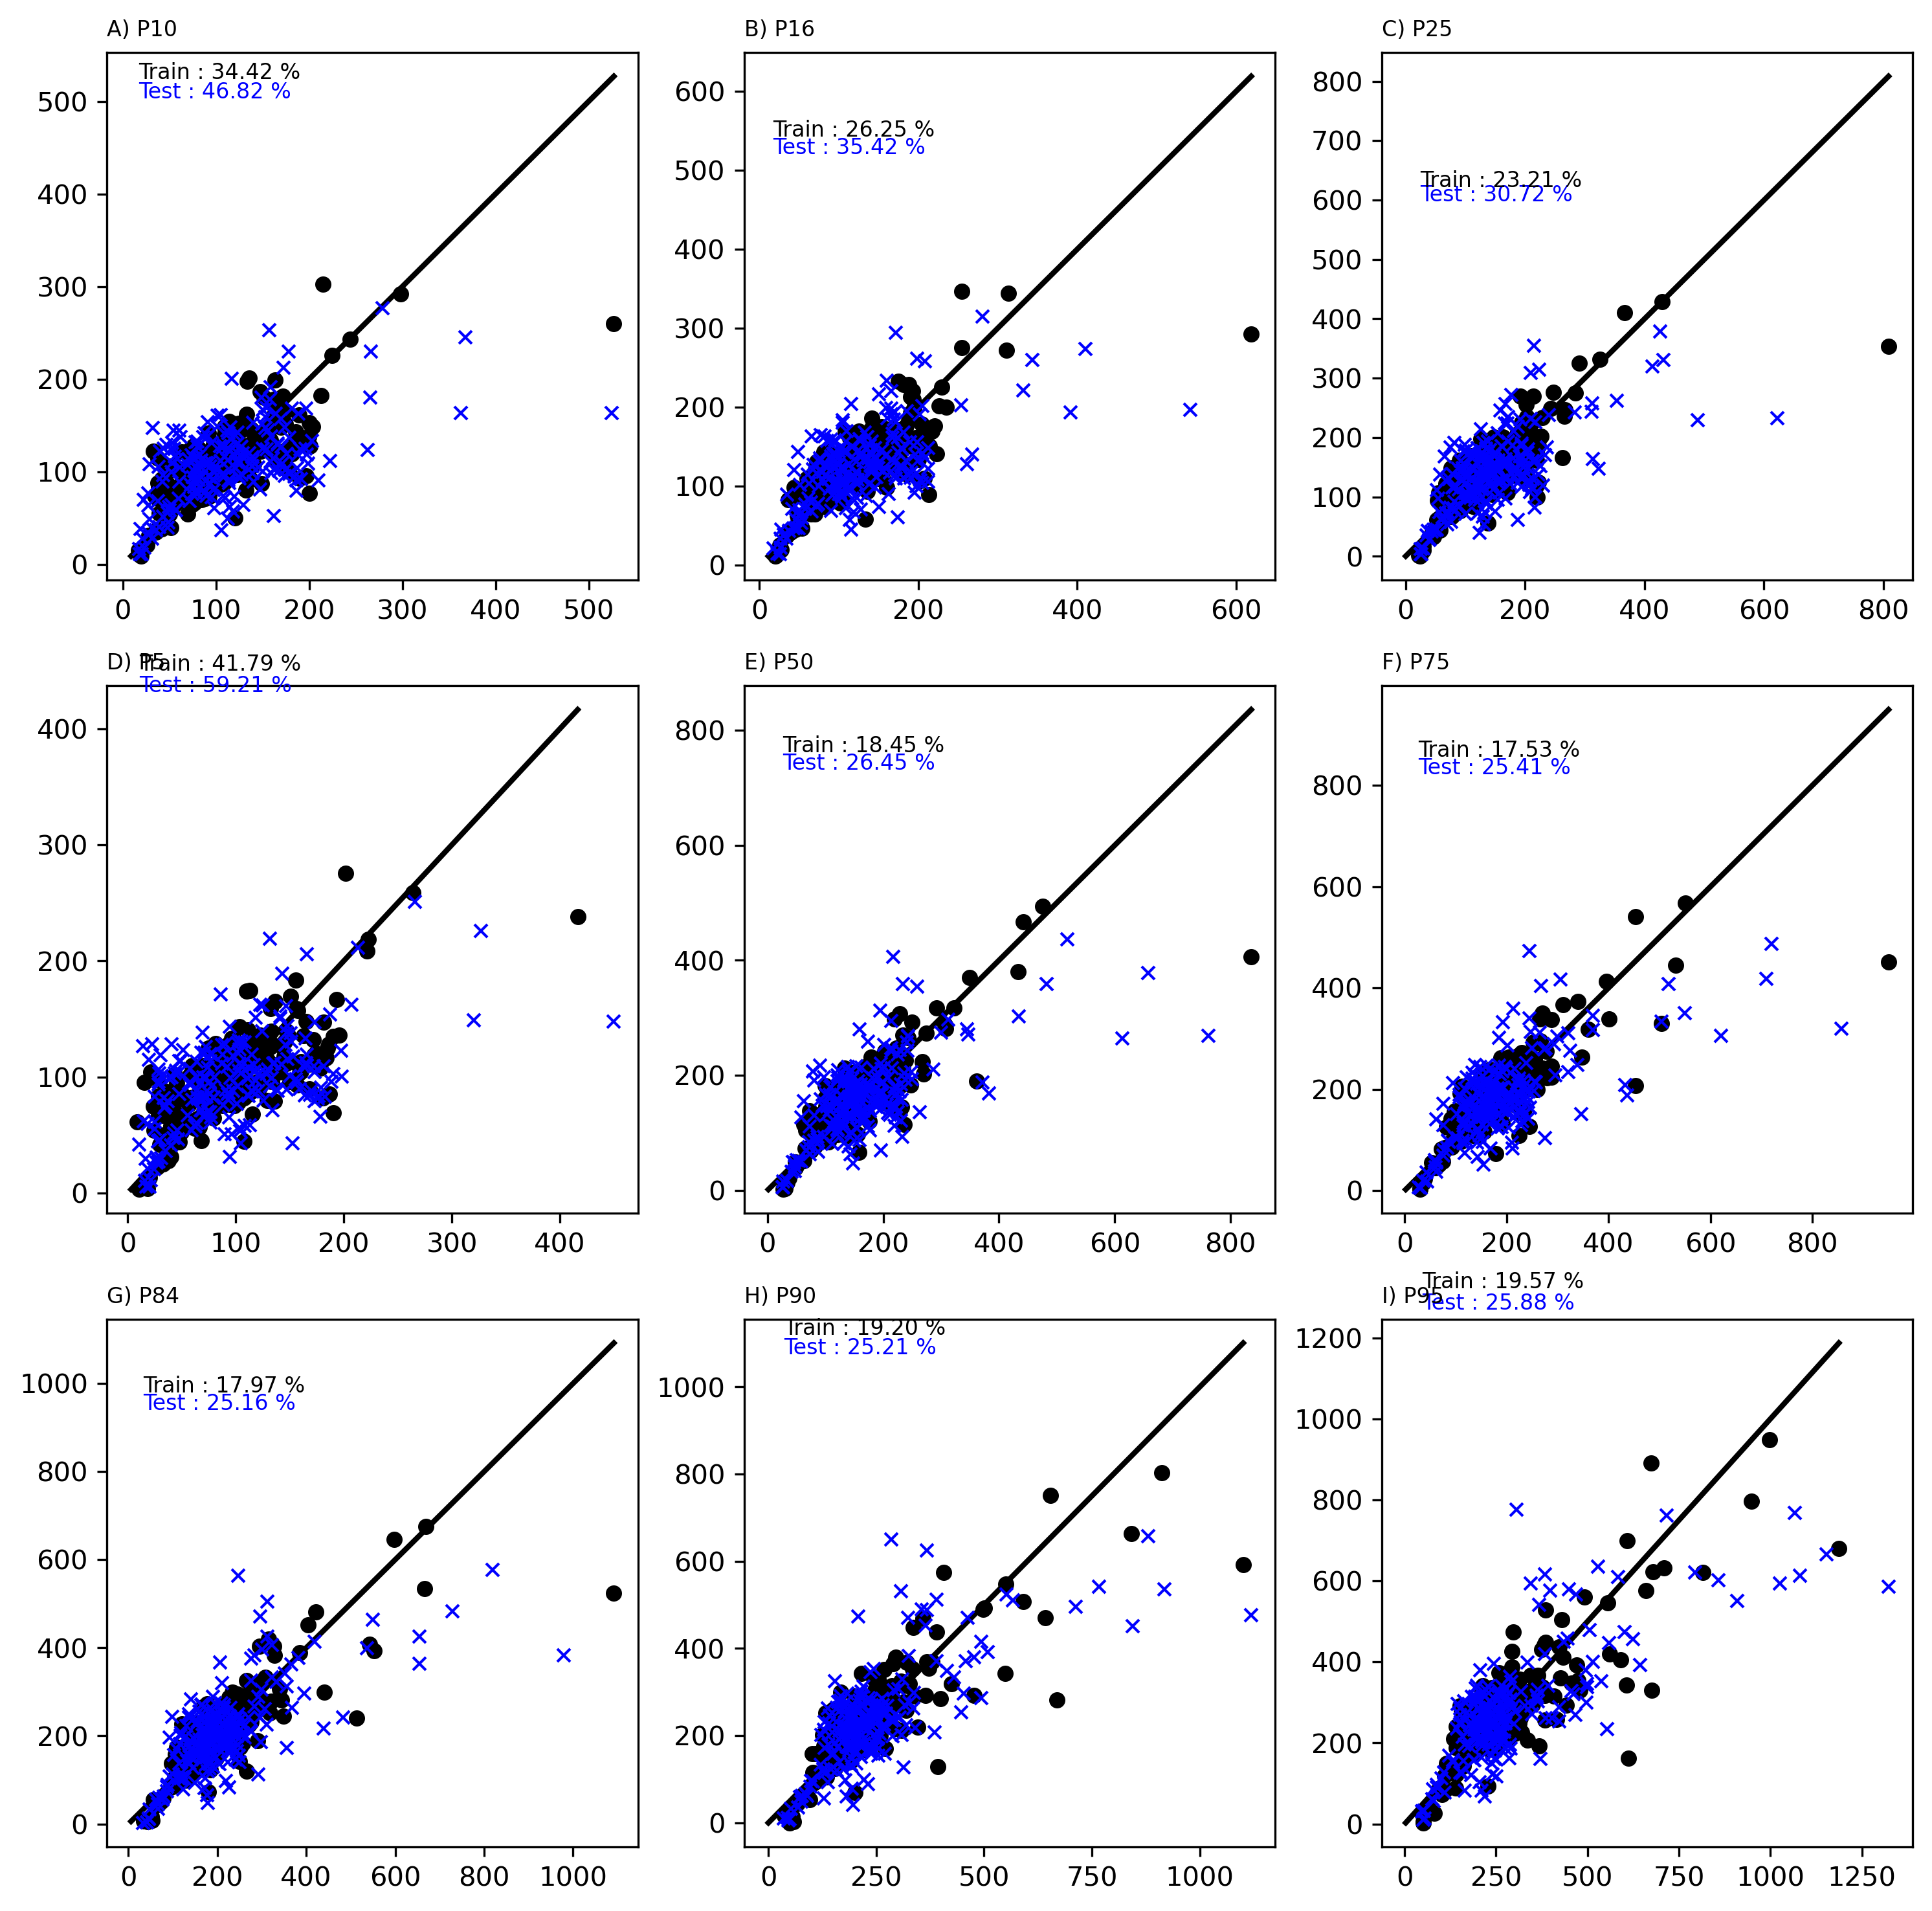 A) P10
Train : 34.42 %
Test : 46.82 %
500
400
300
200
100
0
0 100 200 300 400 500
B) P16
Train : 26.25 %
Test : 35.42 %
600
500
400
300
200
100
0
0 200 400 600
C) P25
Train : 23.21 %
Test : 30.72 %
800
700
600
500
400
300
200
100
0
0 200 400 600 800
D) P5
Train : 41.79 %
Test : 59.21 %
400
300
200
100
0
0 100 200 300 400
E) P50
Train : 18.45 %
Test : 26.45 %
800
600
400
200
0
0 200 400 600 800
F) P75
Train : 17.53 %
Test : 25.41 %
800
600
400
200
0
0 200 400 600 800
G) P84
Train : 17.97 %
Test : 25.16 %
1000
800
600
400
200
0
0 200 400 600 800 1000
H) P90
Train : 19.20 %
Test : 25.21 %
1000
800
600
400
200
0
0 250 500 750 1000
I) P95
Train : 19.57 %
Test : 25.88 %
1200
1000
800
600
400
200
0
0 250 500 750 1000 1250